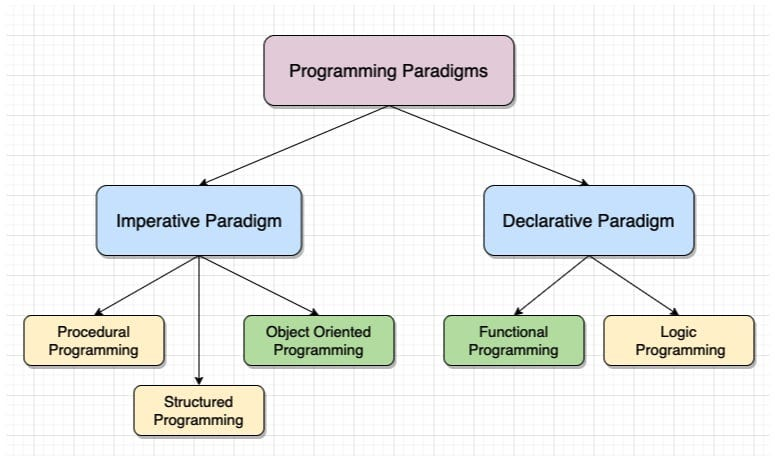 Programming Paradigms
Imperative Paradigm
Declarative Paradigm
Procedural
Programming
Object Oriented
Programming
Functional
Programming
Logic
Programming
Structured
Programming